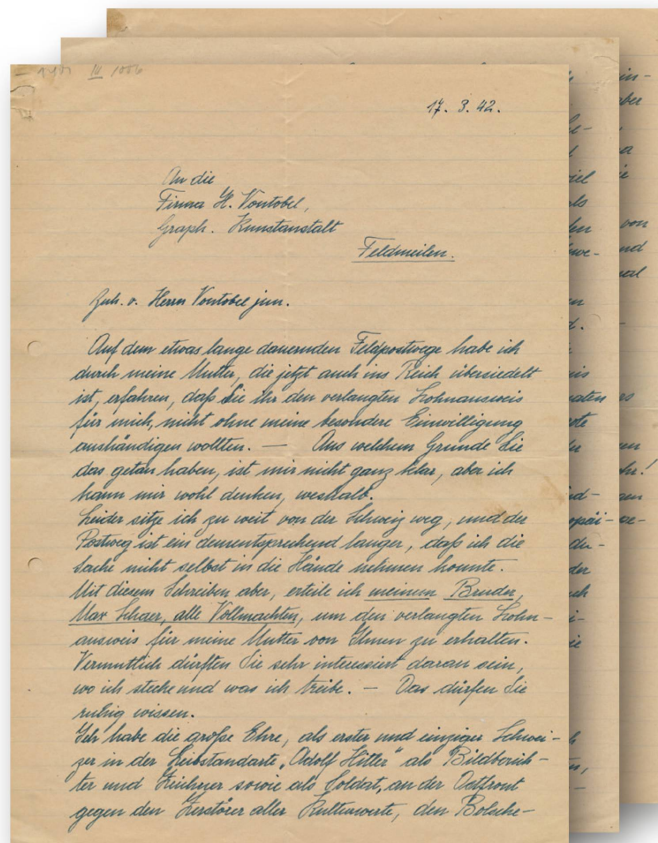 17. 3. 42.
An die
Firma H. Vontobel,
Graph. Kunstanstalt
Feldmeilen.
Zuh. v. Herrn Vontobel jun.
Auf dem etwas lange dauernden Feldpostwege habe ich
durch meine Mutter, die jetzt auch ins Reich übersiedelt
ist, erfahren, daß Sie ihr den verlangten Lohnausweis
für mich, nicht ohne meine besondere Einwilligung
aushändigen wollten. — Aus welchem Grunde Sie
das getan haben, ist mir nicht ganz klar, aber ich
kann mir wohl denken, weshalb.
Leider sitze ich zu weit von der Schweiz weg, und der
Postweg ist ein dementsprechend langer, daß ich die
Sache nicht selbst in die Hände nehmen konnte.
Mit diesem Schreiben aber, erteile ich meinem Bruder,
Max Schaer, alle Vollmachten, um den verlangten Lohn-
ausweis für meine Mutter von Ihnen zu erhalten.
Vermutlich dürften Sie sehr interessiert daran sein,
wo ich stecke und was ich treibe. — Das dürfen Sie
ruhig wissen.
Ich habe die große Ehre, als erster und einziger Schwei-
zer in der Leibstandarte „Adolf Hitler" als Bildberich-
ter und Zeichner sowie als Soldat, an der Ostfront
gegen den Zerstörer aller Kulturwerte, den Bolsche-